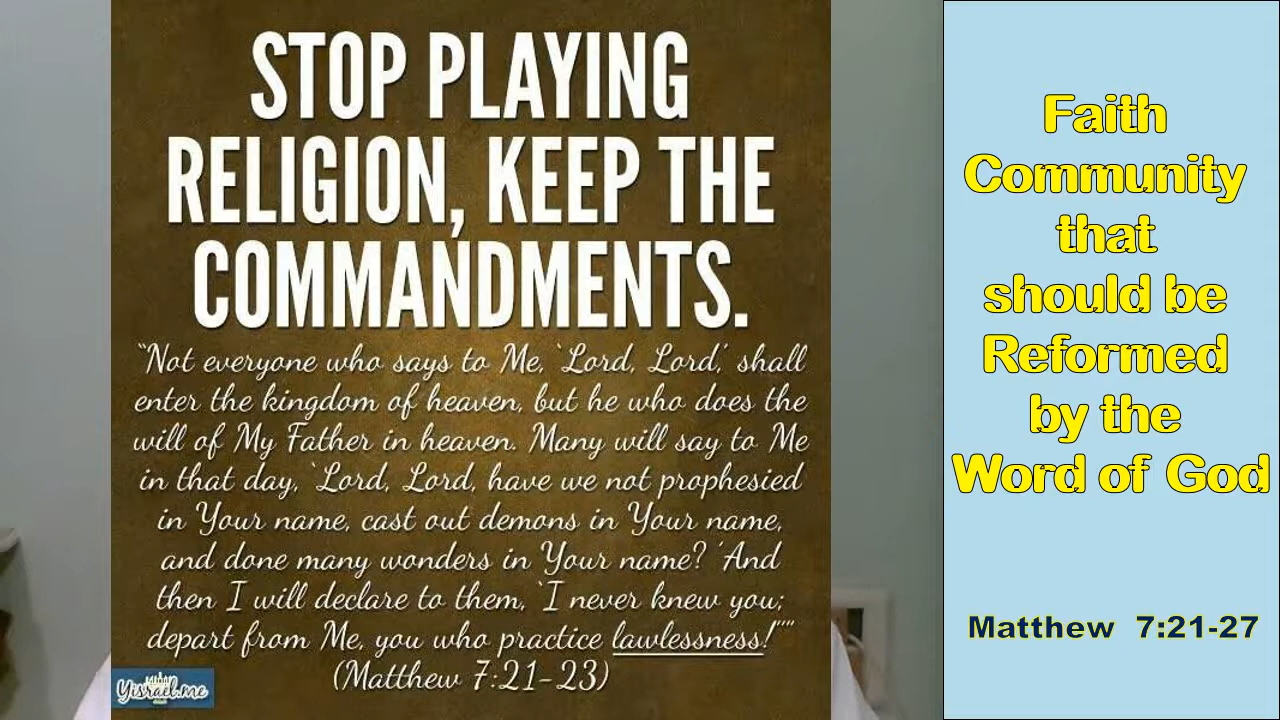 STOP PLAYING
RELIGION, KEEP THE
COMMANDMENTS.
“Not everyone who says to Me, ‘Lord, Lord,’ shall
enter the kingdom of heaven, but he who does the
will of My Father in heaven. Many will say to Me
in that day, ‘Lord, Lord, have we not prophesied
in Your name, cast out demons in Your name,
and done many wonders in Your name? ’And
then I will declare to them, ‘I never knew you;
depart from Me, you who practice lawlessness!’”“
(Matthew 7:21-23)
Yisrael.me
Faith
Community
that
should be
Reformed
by the
Word of God
Matthew 7:21-27